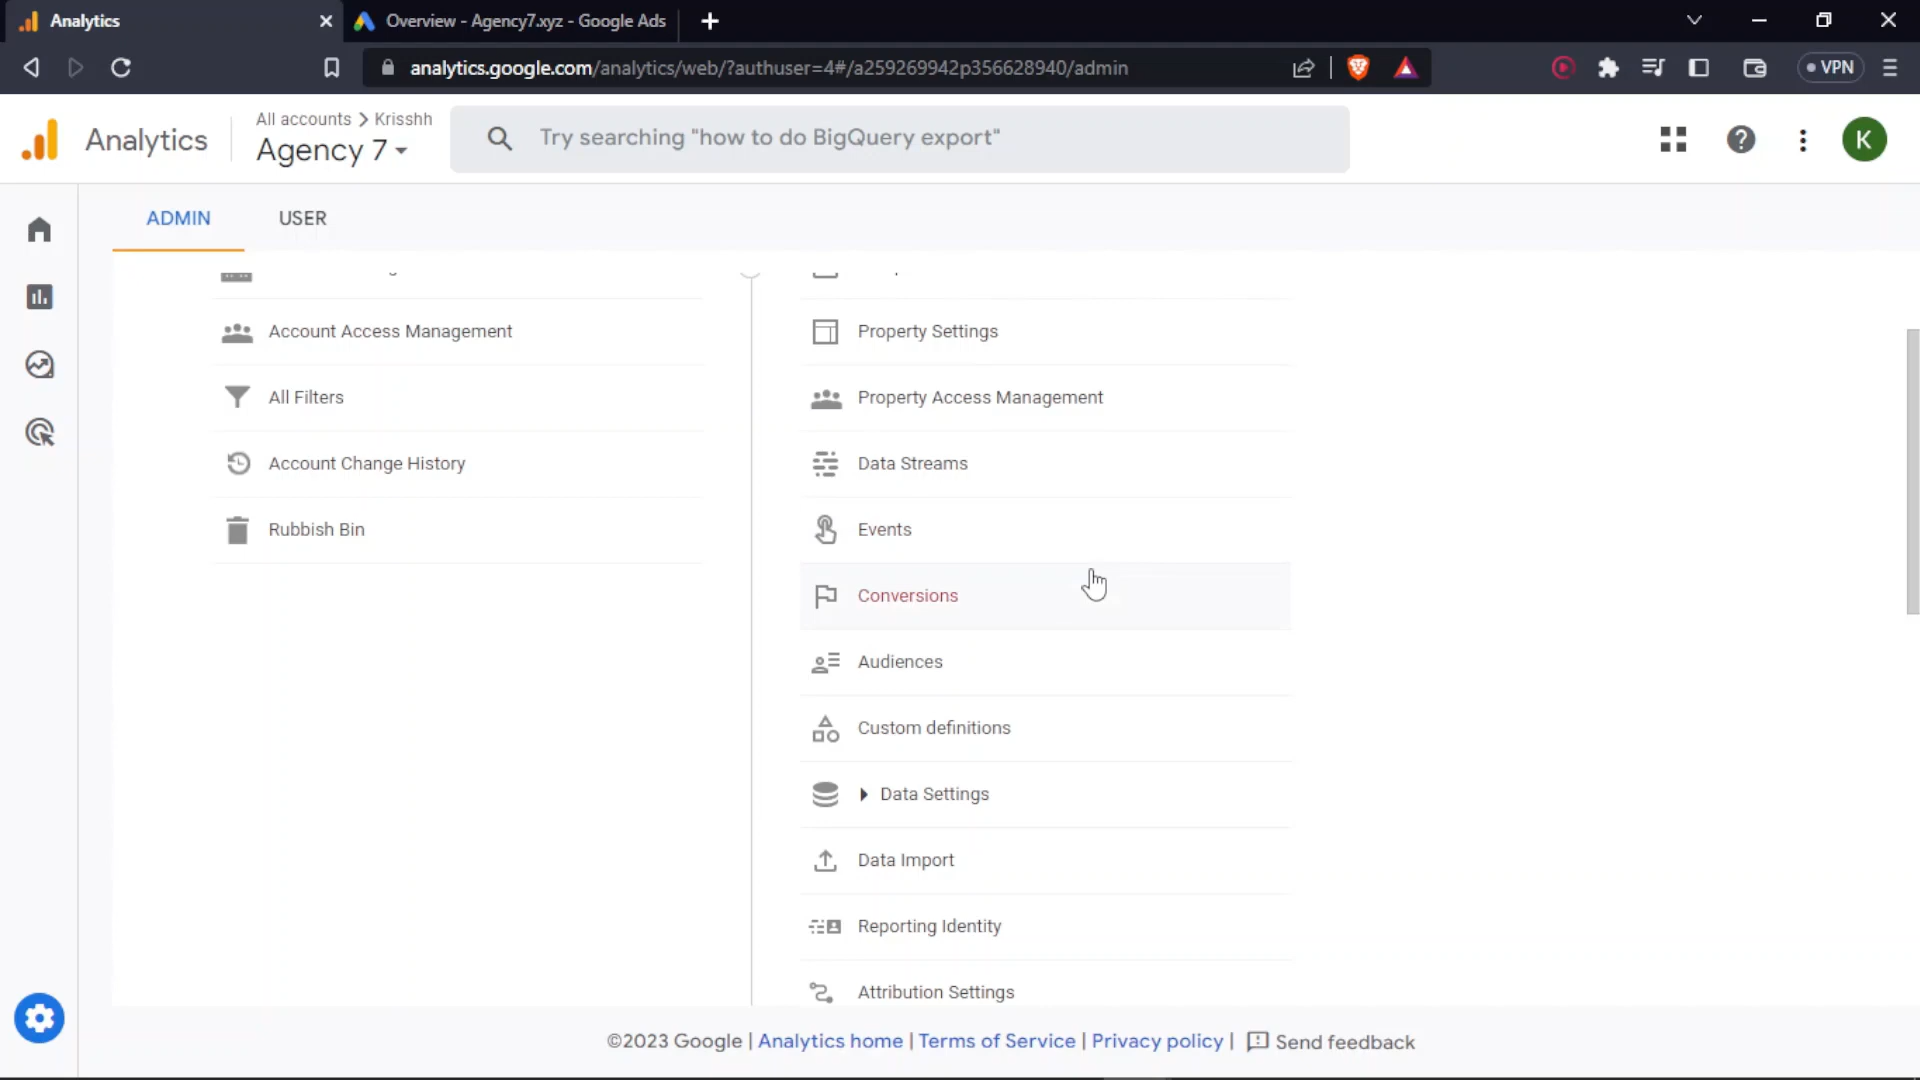 Analytics
Overview - Agency7.xyz - Google Ads
analytics.google.com/analytics/web/?authuser=4#/a259269942p356628940/admin
VPN
Analytics
All accounts > Krisshh
Agency 7
Try searching "how to do BigQuery export"
K
ADMIN
USER
Account Access Management
All Filters
Account Change History
Rubbish Bin
Property Settings
Property Access Management
Data Streams
Events
Conversions
Audiences
Custom definitions
Data Settings
Data Import
Reporting Identity
Attribution Settings
©2023 Google | Analytics home | Terms of Service | Privacy policy | Send feedback